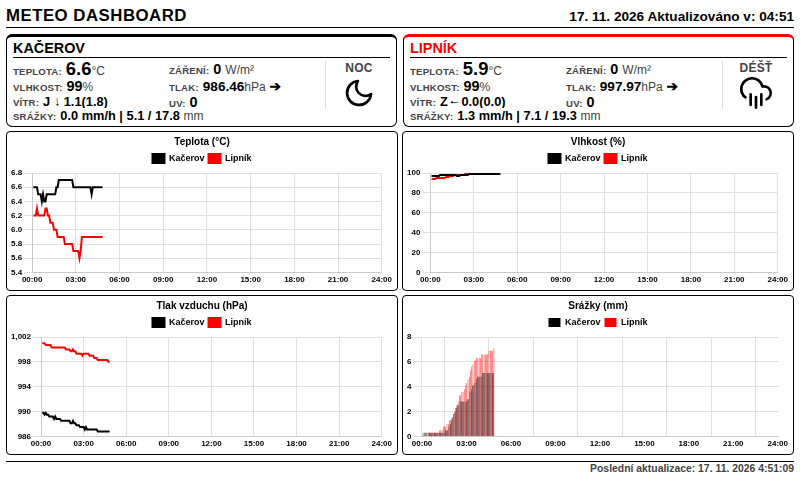 METEO DASHBOARD
17. 11. 2026 Aktualizováno v: 04:51
KAČEROV
TEPLOTA: 6.6°C
ZÁŘENÍ: 0 W/m²
NOC
VLHKOST: 99%
TLAK: 986.46hPa ➔
VÍTR: J ↓ 1.1(1.8)
UV: 0
SRÁŽKY: 0.0 mm/h | 5.1 / 17.8 mm
LIPNÍK
TEPLOTA: 5.9°C
ZÁŘENÍ: 0 W/m²
DÉŠŤ
VLHKOST: 99%
TLAK: 997.97hPa ➔
VÍTR: Z ← 0.0(0.0)
UV: 0
SRÁŽKY: 1.3 mm/h | 7.1 / 19.3 mm
Teplota (°C)
Kačerov Lipník
6.8
6.6
6.4
6.2
6.0
5.8
5.6
5.4
00:00 03:00 06:00 09:00 12:00 15:00 18:00 21:00 24:00
Vlhkost (%)
Kačerov Lipník
100
80
60
40
20
0
00:00 03:00 06:00 09:00 12:00 15:00 18:00 21:00 24:00
Tlak vzduchu (hPa)
Kačerov Lipník
1,002
998
994
990
986
00:00 03:00 06:00 09:00 12:00 15:00 18:00 21:00 24:00
Srážky (mm)
Kačerov Lipník
8
6
4
2
0
00:00 03:00 06:00 09:00 12:00 15:00 18:00 21:00 24:00
Poslední aktualizace: 17. 11. 2026 4:51:09